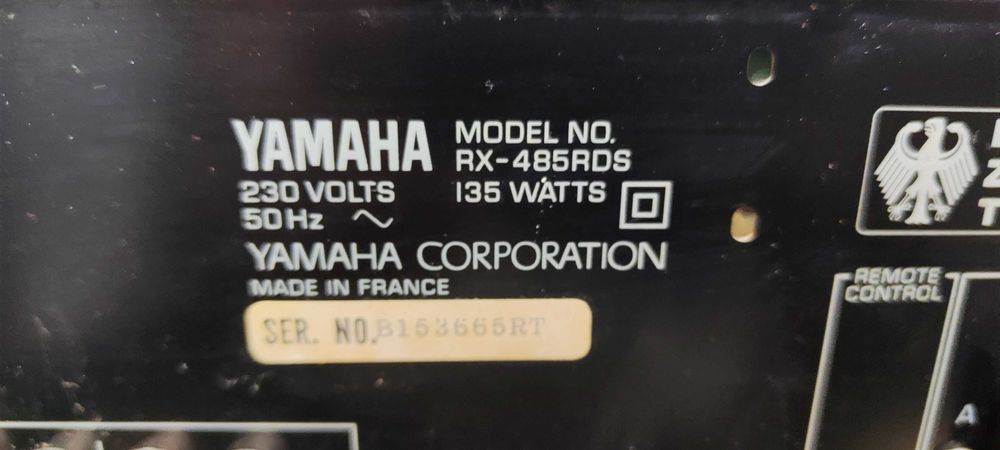 YAMAHA MODEL NO.
RX-485RDS
230 VOLTS 135 WATTS
50Hz
YAMAHA CORPORATION
MADE IN FRANCE
SER. NO. B153665RT
REMOTE
CONTROL
A